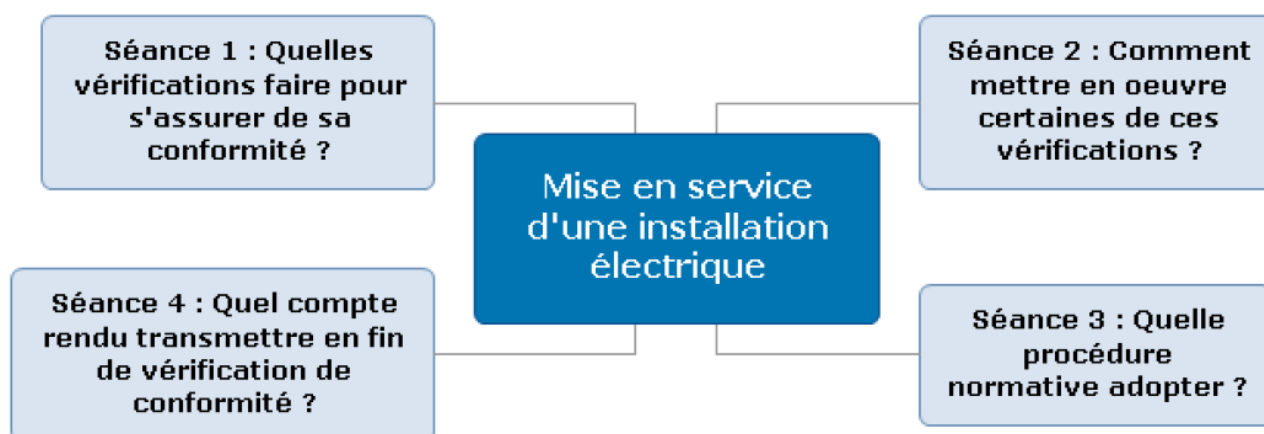 Séance 1 : Quelles
vérifications faire pour
s'assurer de sa
conformité ?
Séance 2 : Comment
mettre en oeuvre
certaines de ces
vérifications ?
Mise en service
d'une installation
électrique
Séance 4 : Quel compte
rendu transmettre en fin
de vérification de
conformité ?
Séance 3 : Quelle
procédure
normative adopter ?